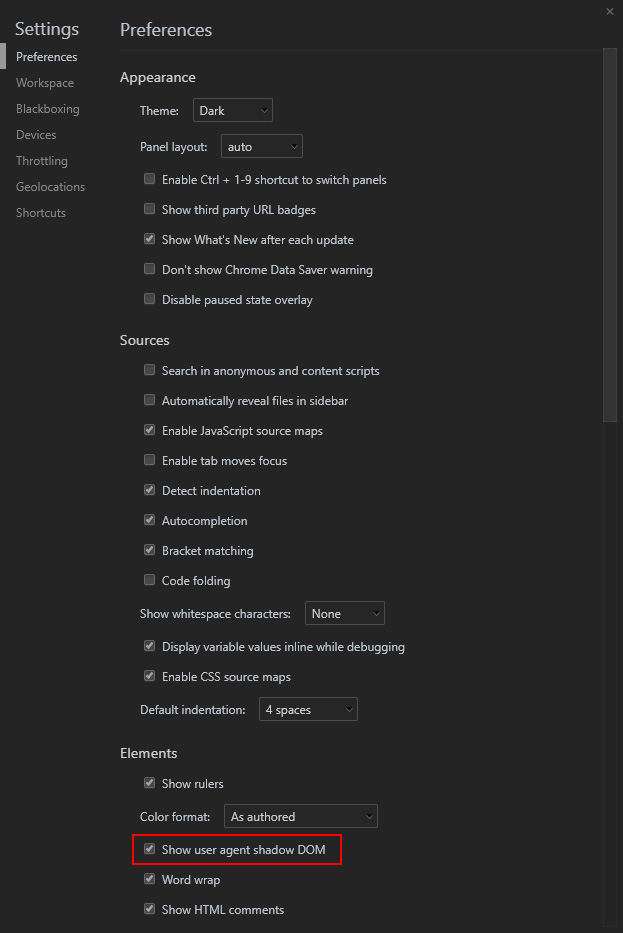 Settings
Preferences
Workspace
Blackboxing
Devices
Throttling
Geolocations
Shortcuts
Preferences
Appearance
Theme: Dark
Panel layout: auto
Enable Ctrl + 1-9 shortcut to switch panels
Show third party URL badges
Show What's New after each update
Don't show Chrome Data Saver warning
Disable paused state overlay
Sources
Search in anonymous and content scripts
Automatically reveal files in sidebar
Enable JavaScript source maps
Enable tab moves focus
Detect indentation
Autocompletion
Bracket matching
Code folding
Show whitespace characters: None
Display variable values inline while debugging
Enable CSS source maps
Default indentation: 4 spaces
Elements
Show rulers
Color format: As authored
Show user agent shadow DOM
Word wrap
Show HTML comments